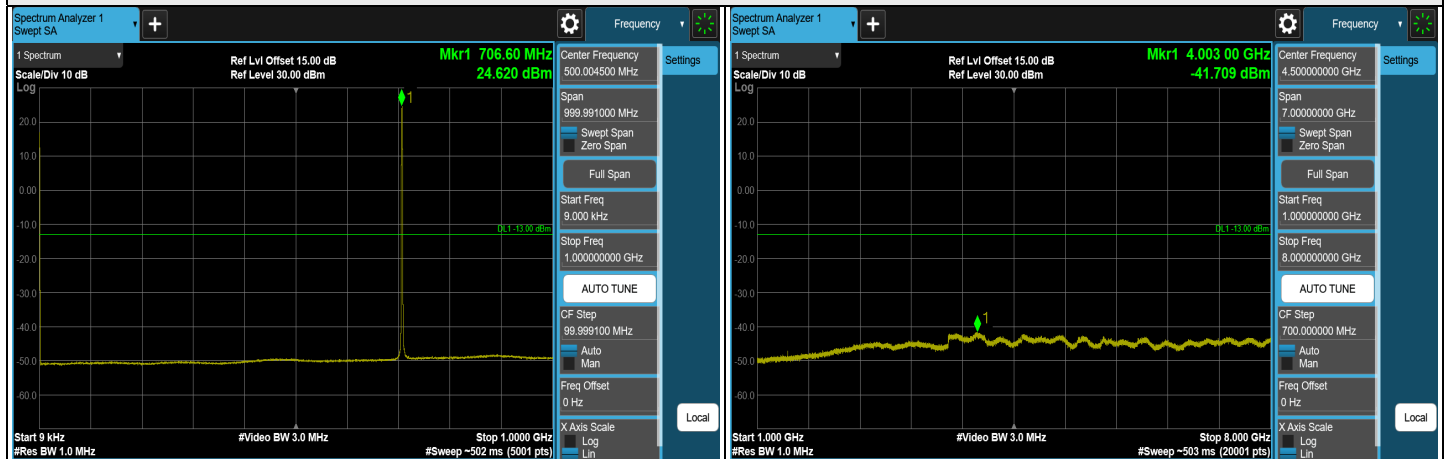 Spectrum Analyzer 1
Swept SA
+
Frequency
1 Spectrum
Scale/Div 10 dB
Log
Ref Lvl Offset 15.00 dB
Ref Level 30.00 dBm
Mkr1 706.60 MHz
24.620 dBm
1
20.0
10.0
0.00
-10.0
-20.0
-30.0
-40.0
-50.0
-60.0
DL1 -13.00 dBm
Start 9 kHz
#Res BW 1.0 MHz
#Video BW 3.0 MHz
Stop 1.0000 GHz
#Sweep ~502 ms (5001 pts)
Center Frequency
500.004500 MHz
Span
999.991000 MHz
Swept Span
Zero Span
Full Span
Start Freq
9.000 kHz
Stop Freq
1.000000000 GHz
AUTO TUNE
CF Step
99.999100 MHz
Auto
Man
Freq Offset
0 Hz
X Axis Scale
Log
Lin
Settings
Local
Spectrum Analyzer 1
Swept SA
+
Frequency
1 Spectrum
Scale/Div 10 dB
Log
Ref Lvl Offset 15.00 dB
Ref Level 30.00 dBm
Mkr1 4.003 00 GHz
-41.709 dBm
1
20.0
10.0
0.00
-10.0
-20.0
-30.0
-40.0
-50.0
-60.0
DL1 -13.00 dBm
Start 1.000 GHz
#Res BW 1.0 MHz
#Video BW 3.0 MHz
Stop 8.000 GHz
#Sweep ~503 ms (20001 pts)
Center Frequency
4.500000000 GHz
Span
7.00000000 GHz
Swept Span
Zero Span
Full Span
Start Freq
1.000000000 GHz
Stop Freq
8.000000000 GHz
AUTO TUNE
CF Step
700.000000 MHz
Auto
Man
Freq Offset
0 Hz
X Axis Scale
Log
Lin
Settings
Local